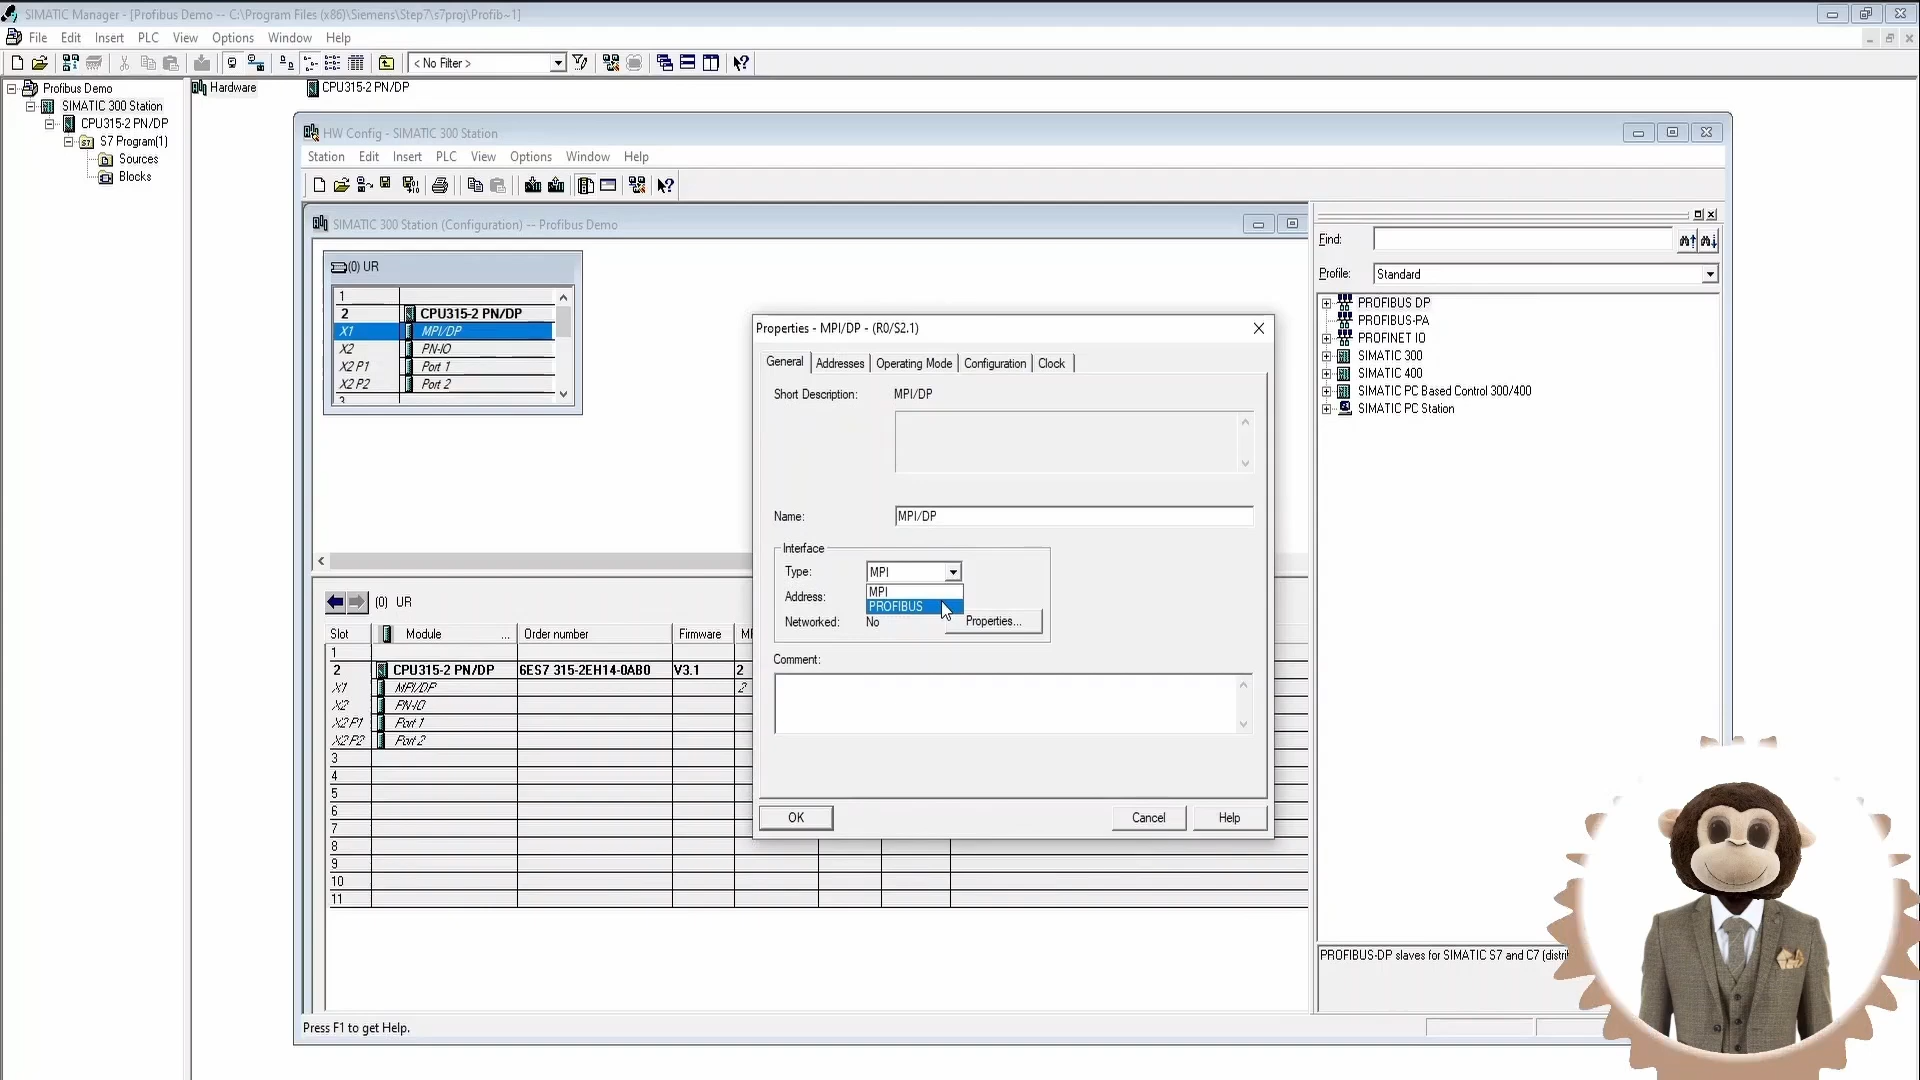 SIMATIC Manager - [Profibus Demo -- C:\Program Files (x86)\Siemens\Step7\s7proj\Profib~1]
File Edit Insert PLC View Options Window Help
< No Filter >
Profibus Demo
SIMATIC 300 Station
CPU315-2 PN/DP
S7 Program(1)
Sources
Blocks
Hardware
CPU315-2 PN/DP
HW Config - SIMATIC 300 Station
Station Edit Insert PLC View Options Window Help
SIMATIC 300 Station (Configuration) -- Profibus Demo
(0) UR
1
2 CPU315-2 PN/DP
X1 MPI/DP
X2 PN-IO
X2 P1 Port 1
X2 P2 Port 2
3
Properties - MPI/DP - (R0/S2.1)
General Addresses Operating Mode Configuration Clock
Short Description: MPI/DP
Name: MPI/DP
Interface
Type: MPI
MPI
Address: PROFIBUS
Networked: No Properties...
Comment:
OK Cancel Help
(0) UR
Slot Module ... Order number Firmware
1
2 CPU315-2 PN/DP 6ES7 315-2EH14-0AB0 V3.1 2
X1 MPI/DP 2
X2 PN-IO
X2 P1 Port 1
X2 P2 Port 2
3
4
5
6
7
8
9
10
11
Find:
Profile: Standard
PROFIBUS DP
PROFIBUS-PA
PROFINET IO
SIMATIC 300
SIMATIC 400
SIMATIC PC Based Control 300/400
SIMATIC PC Station
PROFIBUS-DP slaves for SIMATIC S7 and C7
Press F1 to get Help.